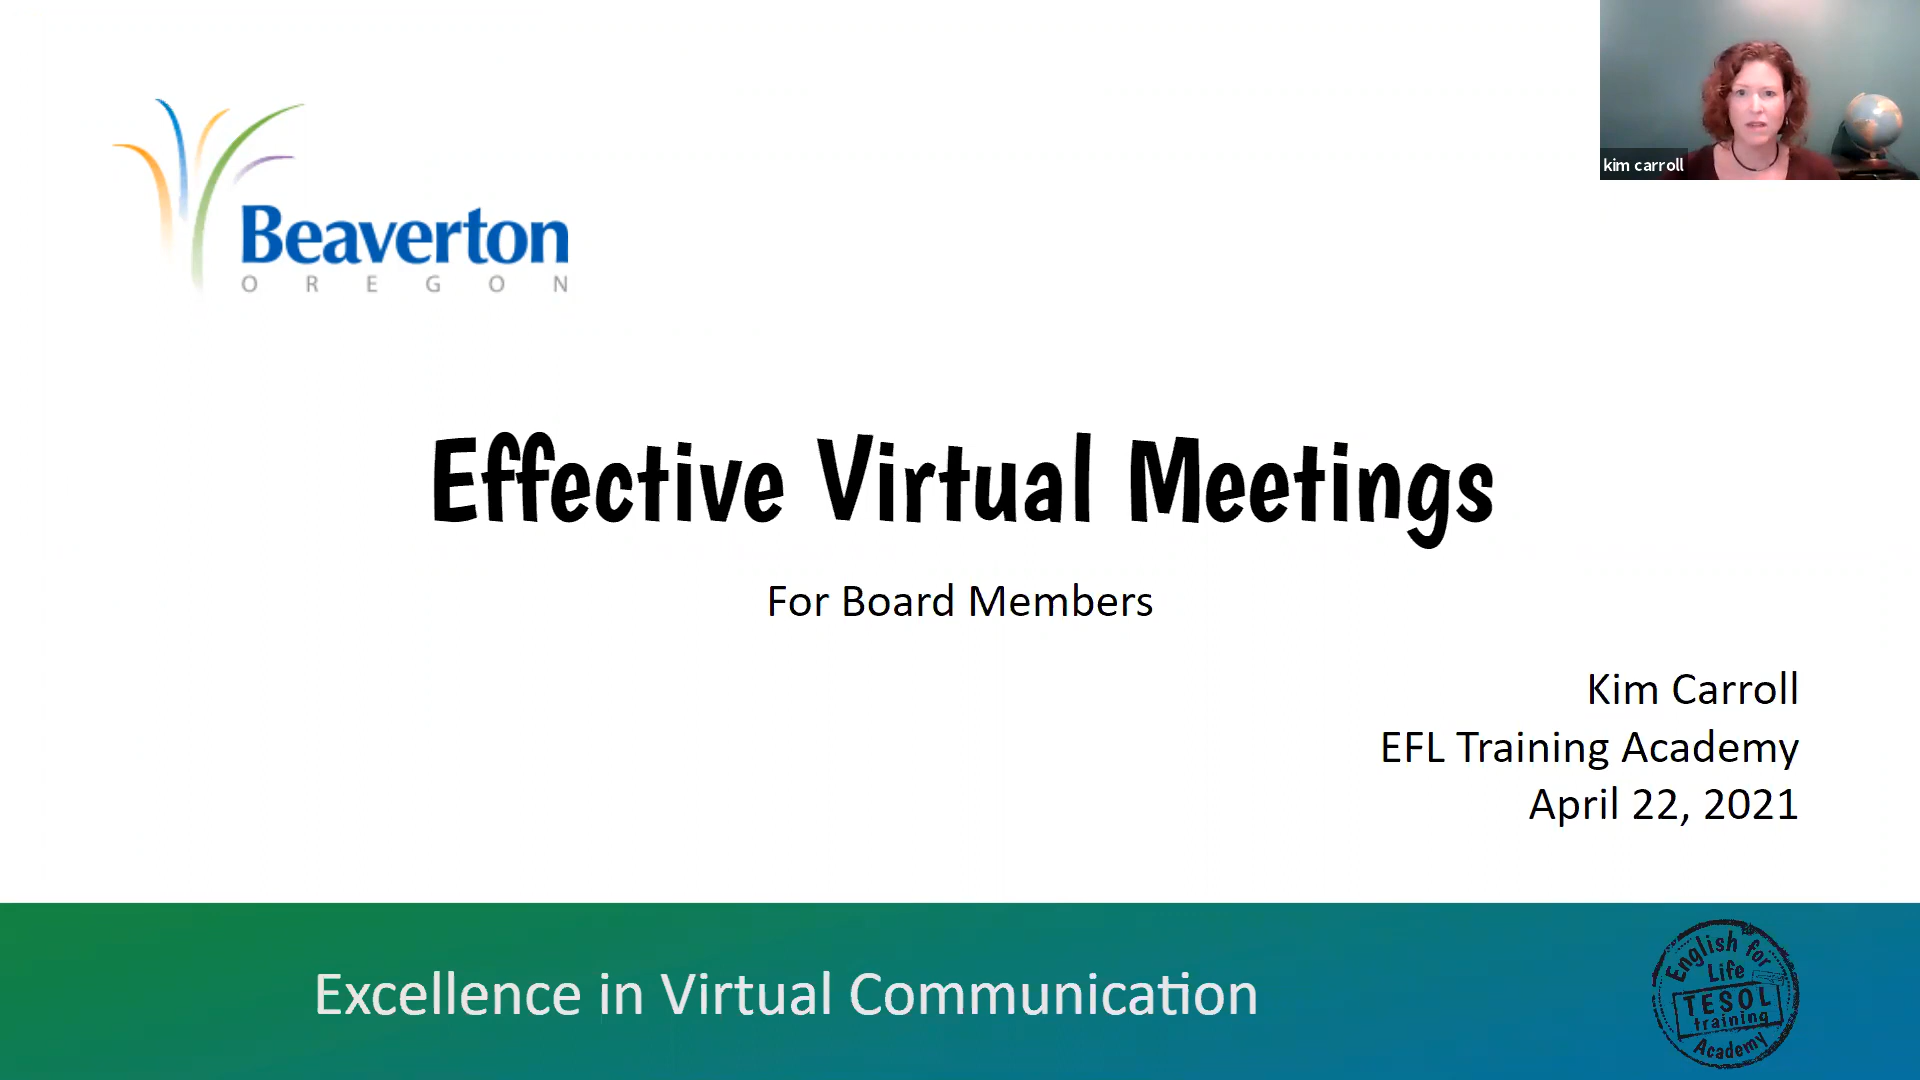 kim carroll
Beaverton
OREGON
Effective Virtual Meetings
For Board Members
Kim Carroll
EFL Training Academy
April 22, 2021
Excellence in Virtual Communication
English for
Life
TESOL
training
Academy